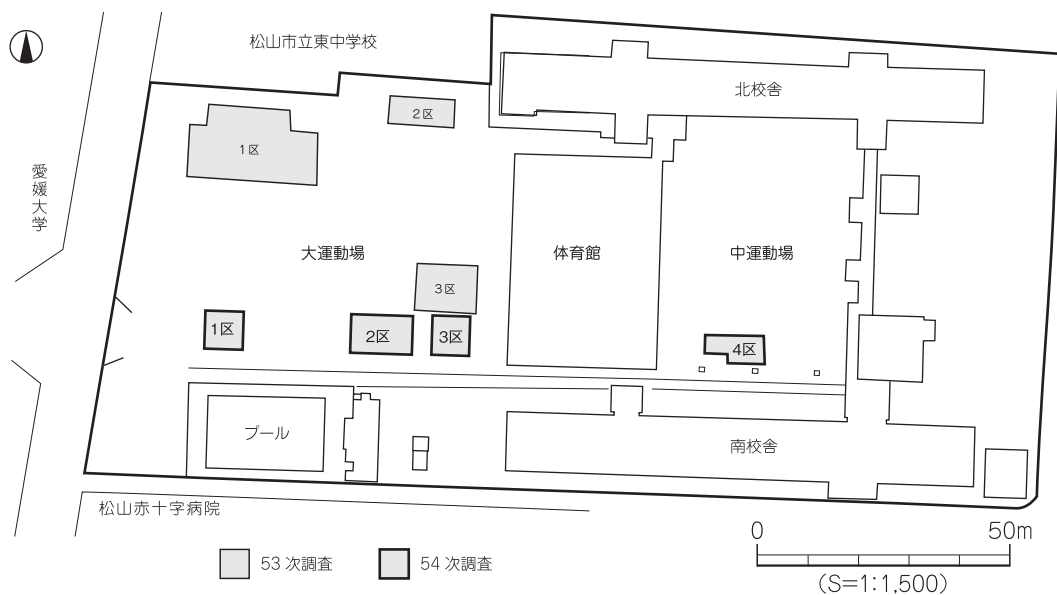 松山市立東中学校
北校舎
2区
1区
愛媛大学
大運動場
体育館
中運動場
3区
1区
2区
3区
4区
プール
南校舎
松山赤十字病院
53次調査
54次調査
0
50m
(S=1:1,500)